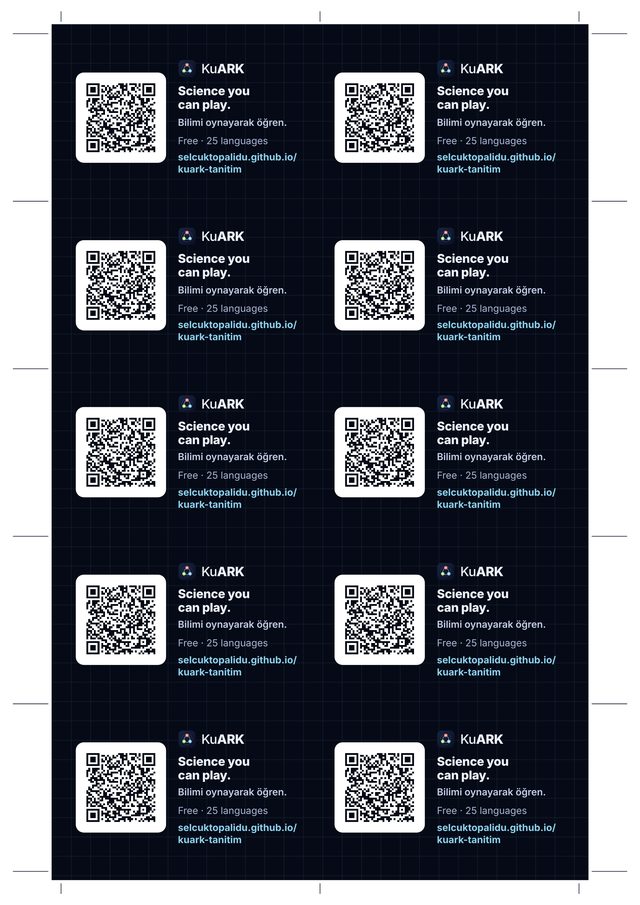 KuARK
Science you
can play.
Bilimi oynayarak öğren.
Free · 25 languages
selcuktopalidu.github.io/
kuark-tanitim
KuARK
Science you
can play.
Bilimi oynayarak öğren.
Free · 25 languages
selcuktopalidu.github.io/
kuark-tanitim
KuARK
Science you
can play.
Bilimi oynayarak öğren.
Free · 25 languages
selcuktopalidu.github.io/
kuark-tanitim
KuARK
Science you
can play.
Bilimi oynayarak öğren.
Free · 25 languages
selcuktopalidu.github.io/
kuark-tanitim
KuARK
Science you
can play.
Bilimi oynayarak öğren.
Free · 25 languages
selcuktopalidu.github.io/
kuark-tanitim
KuARK
Science you
can play.
Bilimi oynayarak öğren.
Free · 25 languages
selcuktopalidu.github.io/
kuark-tanitim
KuARK
Science you
can play.
Bilimi oynayarak öğren.
Free · 25 languages
selcuktopalidu.github.io/
kuark-tanitim
KuARK
Science you
can play.
Bilimi oynayarak öğren.
Free · 25 languages
selcuktopalidu.github.io/
kuark-tanitim
KuARK
Science you
can play.
Bilimi oynayarak öğren.
Free · 25 languages
selcuktopalidu.github.io/
kuark-tanitim
KuARK
Science you
can play.
Bilimi oynayarak öğren.
Free · 25 languages
selcuktopalidu.github.io/
kuark-tanitim